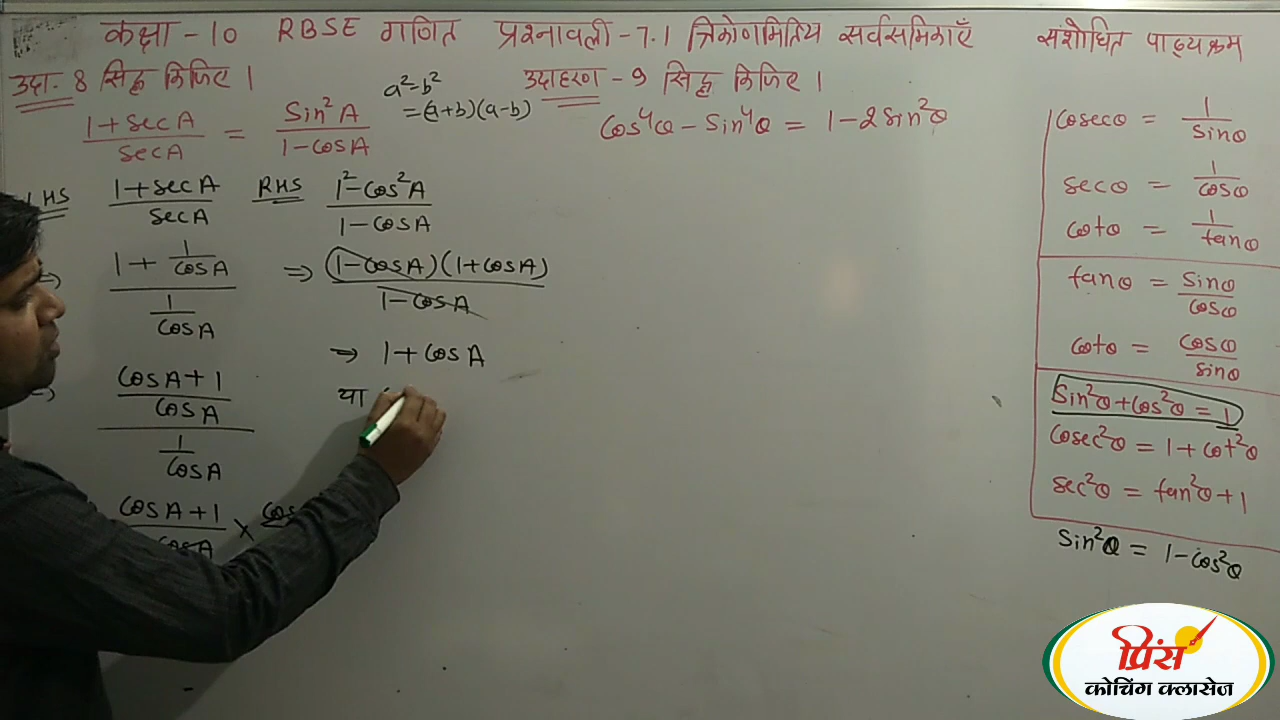 कक्षा - 10 RBSE गणित प्रश्नावली - 7.1 त्रिकोणमितिय सर्वसमिकाएँ संशोधित पाठ्यक्रम
उदा. 8 सिद्ध किजिए ।
1+secA / secA = Sin²A / 1-cosA
a²-b²
=(a+b)(a-b)
LHS 1+secA / secA
1 + 1/cosA / 1/cosA
cosA+1 / cosA / 1/cosA
cosA+1 / cosA ×
RHS 1²-cos²A / 1-cosA
⇒ (1-cosA)(1+cosA) / 1-cosA
→ 1+cosA
या
उदाहरण - 9 सिद्ध किजिए ।
cos⁴θ - sin⁴θ = 1-2sin²θ
cosecθ = 1/sinθ
secθ = 1/cosθ
cotθ = 1/tanθ
tanθ = sinθ/cosθ
cotθ = cosθ/sinθ
Sin²θ+cos²θ = 1
cosec²θ = 1+cot²θ
sec²θ = tan²θ+1
Sin²θ = 1-cos²θ
प्रिंस
कोचिंग क्लासेज